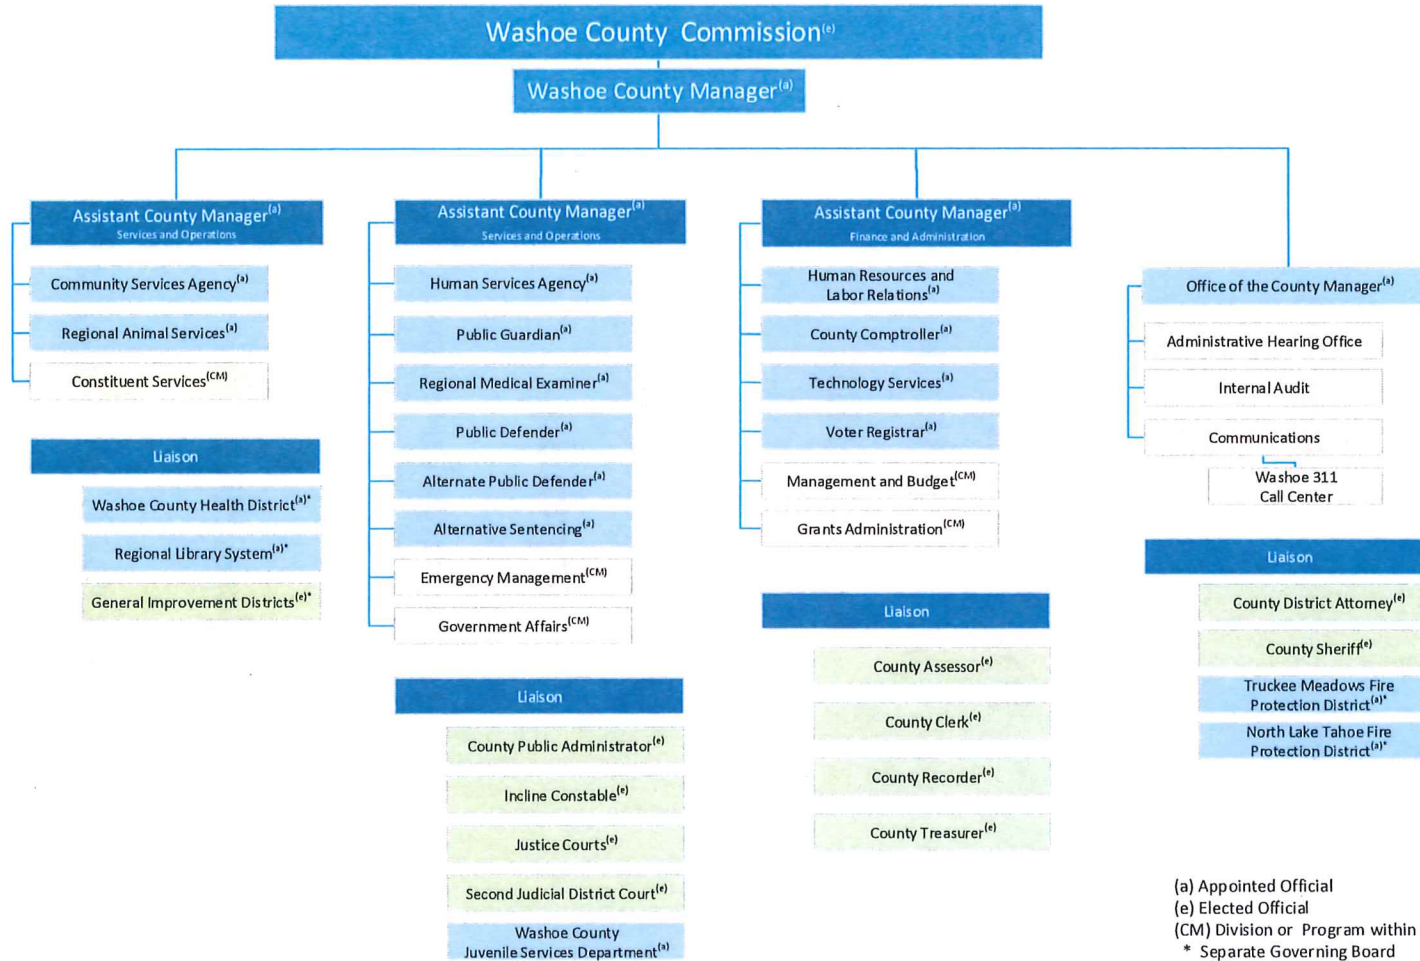 Washoe County Commission(e)
Washoe County Manager(a)
Assistant County Manager(a)
Services and Operations
Community Services Agency(a)
Regional Animal Services(a)
Constituent Services(CM)
Liaison
Washoe County Health District(a)*
Regional Library System(a)*
General Improvement Districts(e)*
Assistant County Manager(a)
Services and Operations
Human Services Agency(a)
Public Guardian(a)
Regional Medical Examiner(a)
Public Defender(a)
Alternate Public Defender(a)
Alternative Sentencing(a)
Emergency Management(CM)
Government Affairs(CM)
Liaison
County Public Administrator(e)
Incline Constable(e)
Justice Courts(e)
Second Judicial District Court(e)
Washoe County
Juvenile Services Department(a)
Assistant County Manager(a)
Finance and Administration
Human Resources and
Labor Relations(a)
County Comptroller(a)
Technology Services(a)
Voter Registrar(a)
Management and Budget(CM)
Grants Administration(CM)
Liaison
County Assessor(e)
County Clerk(e)
County Recorder(e)
County Treasurer(e)
Office of the County Manager(a)
Administrative Hearing Office
Internal Audit
Communications
Washoe 311
Call Center
Liaison
County District Attorney(e)
County Sheriff(e)
Truckee Meadows Fire
Protection District(a)*
North Lake Tahoe Fire
Protection District(a)*
(a) Appointed Official
(e) Elected Official
(CM) Division or Program within
* Separate Governing Board